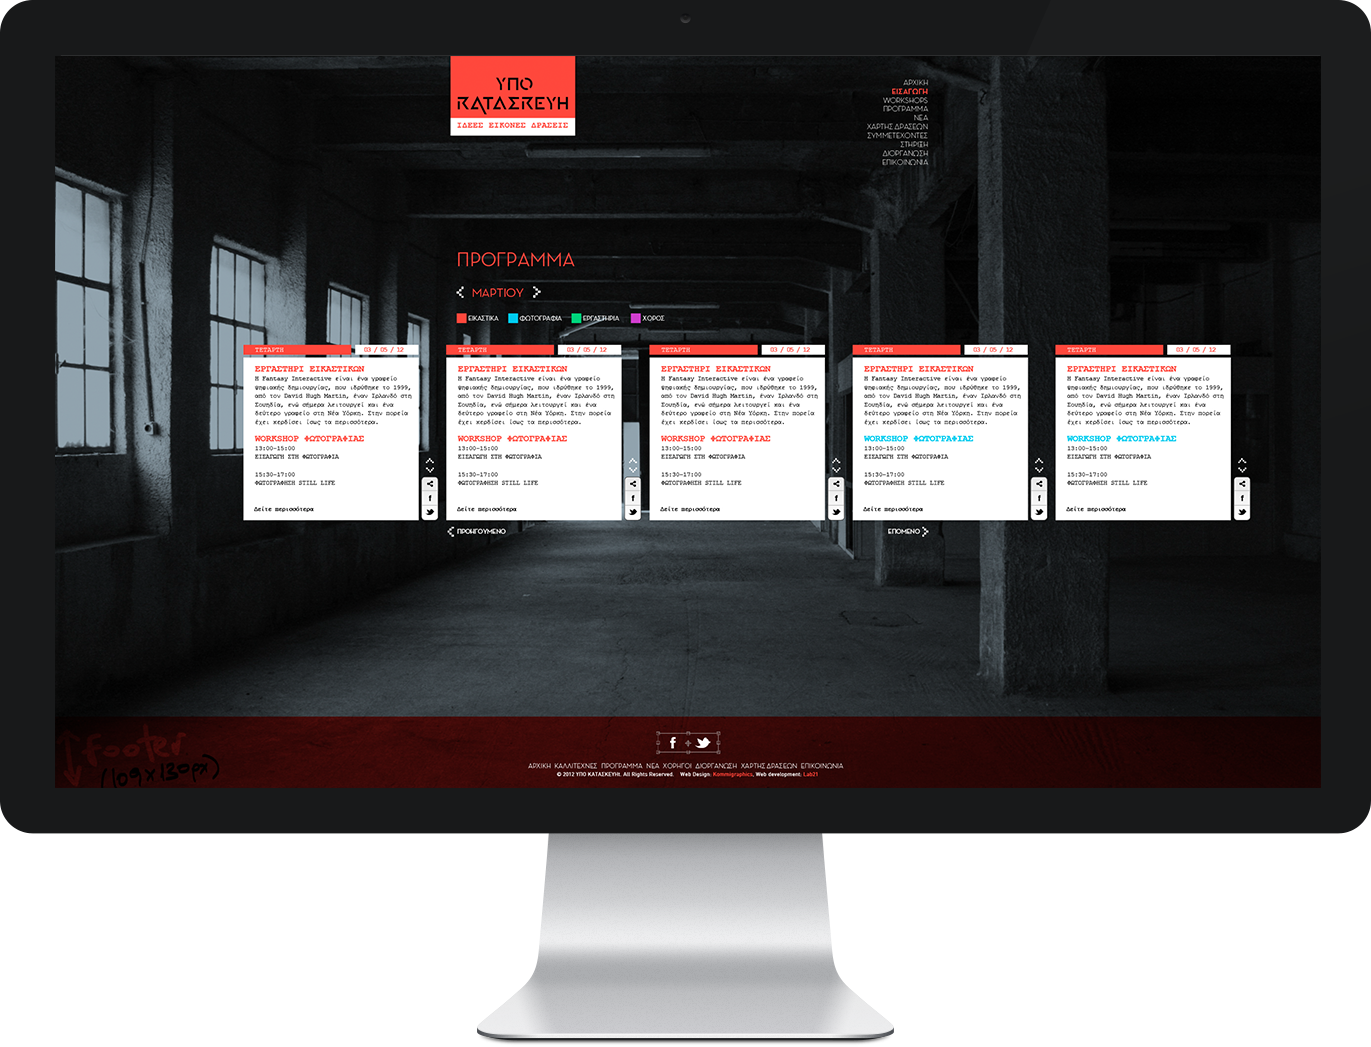 ΥΠΟ
ΚΑΤΑΣΚΕΥΗ
ΙΔΕΕΣ ΕΙΚΟΝΕΣ ΔΡΑΣΕΙΣ
ΑΡΧΙΚΗ
ΕΙΣΑΓΩΓΗ
WORKSHOPS
ΠΡΟΓΡΑΜΜΑ
ΝΕΑ
ΧΑΡΤΗΣ ΔΡΑΣΕΩΝ
ΣΥΜΜΕΤΕΧΟΝΤΕΣ
ΣΤΗΡΙΞΗ
ΔΙΟΡΓΑΝΩΣΗ
ΕΠΙΚΟΙΝΩΝΙΑ
ΠΡΟΓΡΑΜΜΑ
ΜΑΡΤΙΟΥ
ΕΙΚΑΣΤΙΚΑ ΦΩΤΟΓΡΑΦΙΑ ΕΡΓΑΣΤΗΡΙΑ ΧΟΡΟΣ
ΤΕΤΑΡΤΗ 03 / 05 / 12
ΕΡΓΑΣΤΗΡΙ ΕΙΚΑΣΤΙΚΩΝ
Η Fantasy Interactive είναι ένα γραφείο
ψηφιακής δημιουργίας, που ιδρύθηκε το 1999,
από τον David Hugh Martin, έναν Ιρλανδό στη
Σουηδία, ενώ σήμερα λειτουργεί και ένα
δεύτερο γραφείο στη Νέα Υόρκη. Στην πορεία
έχει κερδίσει ίσως τα περισσότερα.
WORKSHOP ΦΩΤΟΓΡΑΦΙΑΣ
13:00-15:00
ΕΙΣΑΓΩΓΗ ΣΤΗ ΦΩΤΟΓΡΑΦΙΑ
15:30-17:00
ΦΩΤΟΓΡΑΦΗΣΗ STILL LIFE
Δείτε περισσότερα
ΤΕΤΑΡΤΗ 03 / 05 / 12
ΕΡΓΑΣΤΗΡΙ ΕΙΚΑΣΤΙΚΩΝ
Η Fantasy Interactive είναι ένα γραφείο
ψηφιακής δημιουργίας, που ιδρύθηκε το 1999,
από τον David Hugh Martin, έναν Ιρλανδό στη
Σουηδία, ενώ σήμερα λειτουργεί και ένα
δεύτερο γραφείο στη Νέα Υόρκη. Στην πορεία
έχει κερδίσει ίσως τα περισσότερα.
WORKSHOP ΦΩΤΟΓΡΑΦΙΑΣ
13:00-15:00
ΕΙΣΑΓΩΓΗ ΣΤΗ ΦΩΤΟΓΡΑΦΙΑ
15:30-17:00
ΦΩΤΟΓΡΑΦΗΣΗ STILL LIFE
Δείτε περισσότερα
ΤΕΤΑΡΤΗ 03 / 05 / 12
ΕΡΓΑΣΤΗΡΙ ΕΙΚΑΣΤΙΚΩΝ
Η Fantasy Interactive είναι ένα γραφείο
ψηφιακής δημιουργίας, που ιδρύθηκε το 1999,
από τον David Hugh Martin, έναν Ιρλανδό στη
Σουηδία, ενώ σήμερα λειτουργεί και ένα
δεύτερο γραφείο στη Νέα Υόρκη. Στην πορεία
έχει κερδίσει ίσως τα περισσότερα.
WORKSHOP ΦΩΤΟΓΡΑΦΙΑΣ
13:00-15:00
ΕΙΣΑΓΩΓΗ ΣΤΗ ΦΩΤΟΓΡΑΦΙΑ
15:30-17:00
ΦΩΤΟΓΡΑΦΗΣΗ STILL LIFE
Δείτε περισσότερα
ΤΕΤΑΡΤΗ 03 / 05 / 12
ΕΡΓΑΣΤΗΡΙ ΕΙΚΑΣΤΙΚΩΝ
Η Fantasy Interactive είναι ένα γραφείο
ψηφιακής δημιουργίας, που ιδρύθηκε το 1999,
από τον David Hugh Martin, έναν Ιρλανδό στη
Σουηδία, ενώ σήμερα λειτουργεί και ένα
δεύτερο γραφείο στη Νέα Υόρκη. Στην πορεία
έχει κερδίσει ίσως τα περισσότερα.
WORKSHOP ΦΩΤΟΓΡΑΦΙΑΣ
13:00-15:00
ΕΙΣΑΓΩΓΗ ΣΤΗ ΦΩΤΟΓΡΑΦΙΑ
15:30-17:00
ΦΩΤΟΓΡΑΦΗΣΗ STILL LIFE
Δείτε περισσότερα
ΤΕΤΑΡΤΗ 03 / 05 / 12
ΕΡΓΑΣΤΗΡΙ ΕΙΚΑΣΤΙΚΩΝ
Η Fantasy Interactive είναι ένα γραφείο
ψηφιακής δημιουργίας, που ιδρύθηκε το 1999,
από τον David Hugh Martin, έναν Ιρλανδό στη
Σουηδία, ενώ σήμερα λειτουργεί και ένα
δεύτερο γραφείο στη Νέα Υόρκη. Στην πορεία
έχει κερδίσει ίσως τα περισσότερα.
WORKSHOP ΦΩΤΟΓΡΑΦΙΑΣ
13:00-15:00
ΕΙΣΑΓΩΓΗ ΣΤΗ ΦΩΤΟΓΡΑΦΙΑ
15:30-17:00
ΦΩΤΟΓΡΑΦΗΣΗ STILL LIFE
Δείτε περισσότερα
ΠΡΟΗΓΟΥΜΕΝΟ ΕΠΟΜΕΝΟ
footer
(109 x 130px)
ΑΡΧΙΚΗ ΚΑΛΛΙΤΕΧΝΕΣ ΠΡΟΓΡΑΜΜΑ ΝΕΑ ΧΟΡΗΓΟΙ ΔΙΟΡΓΑΝΩΣΗ ΧΑΡΤΗΣ ΔΡΑΣΕΩΝ ΕΠΙΚΟΙΝΩΝΙΑ
© 2012 ΥΠΟ ΚΑΤΑΣΚΕΥΗt. All Rights Reserved. Web Design: Kommigraphics, Web development: Lab21